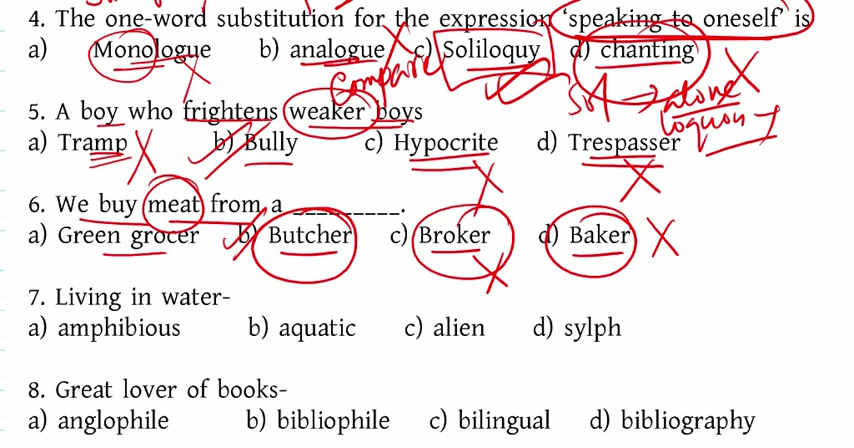 4. The one-word substitution for the expression ‘speaking to oneself’ is
a) Monologue b) analogue c) Soliloquy d) chanting
Compare
Sol → alone
5. A boy who frightens weaker boys
loquon
a) Tramp b) Bully c) Hypocrite d) Trespasser
6. We buy meat from a __________.
a) Green grocer b) Butcher c) Broker d) Baker
7. Living in water-
a) amphibious b) aquatic c) alien d) sylph
8. Great lover of books-
a) anglophile b) bibliophile c) bilingual d) bibliography